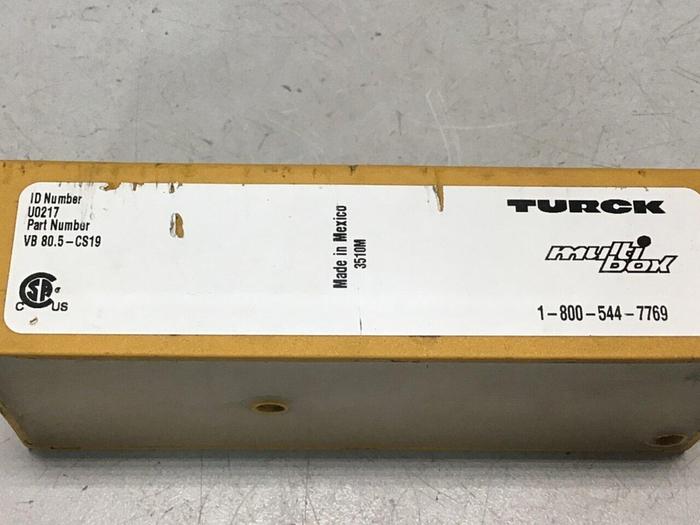 ID Number
U0217
Part Number
VB 80.5-CS19
CSA
C US
Made in Mexico
3510M
TURCK
multi
box
1-800-544-7769